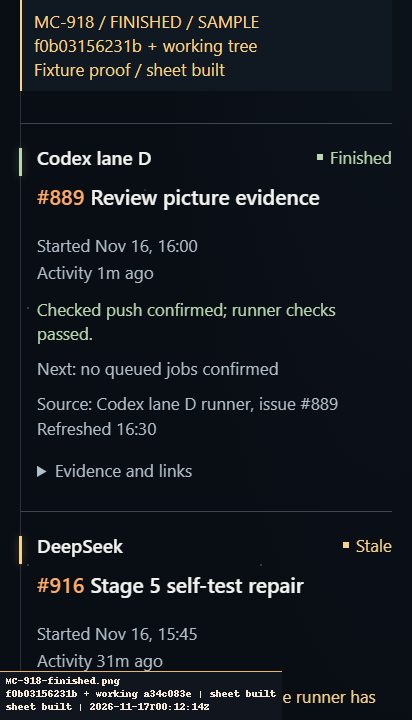 MC-918 / FINISHED / SAMPLE
f0b03156231b + working tree
Fixture proof / sheet built
Codex lane D
Finished
#889 Review picture evidence
Started Nov 16, 16:00
Activity 1m ago
Checked push confirmed; runner checks
passed.
Next: no queued jobs confirmed
Source: Codex lane D runner, issue #889
Refreshed 16:30
Evidence and links
DeepSeek
Stale
#916 Stage 5 self-test repair
Started Nov 16, 15:45
Activity 31m ago
MC-918-finished.png
f0b03156231b + working a34c083e | sheet built
sheet built | 2026-11-17T00:12:14Z
e runner has